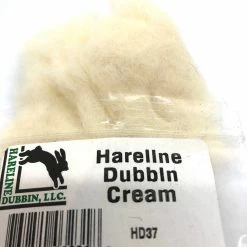 Hareline
Dubbin
Cream
HARELINE
DUBBIN, LLC.
HD37